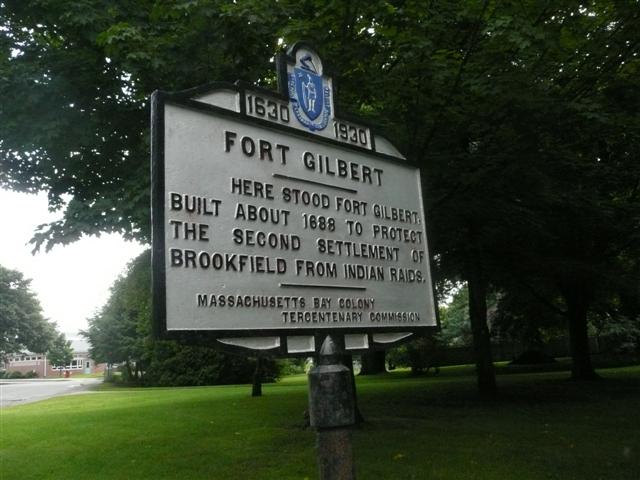 1630 1930
FORT GILBERT
HERE STOOD FORT GILBERT:
BUILT ABOUT 1688 TO PROTECT
THE SECOND SETTLEMENT OF
BROOKFIELD FROM INDIAN RAIDS.
MASSACHUSETTS BAY COLONY
TERCENTENARY COMMISSION